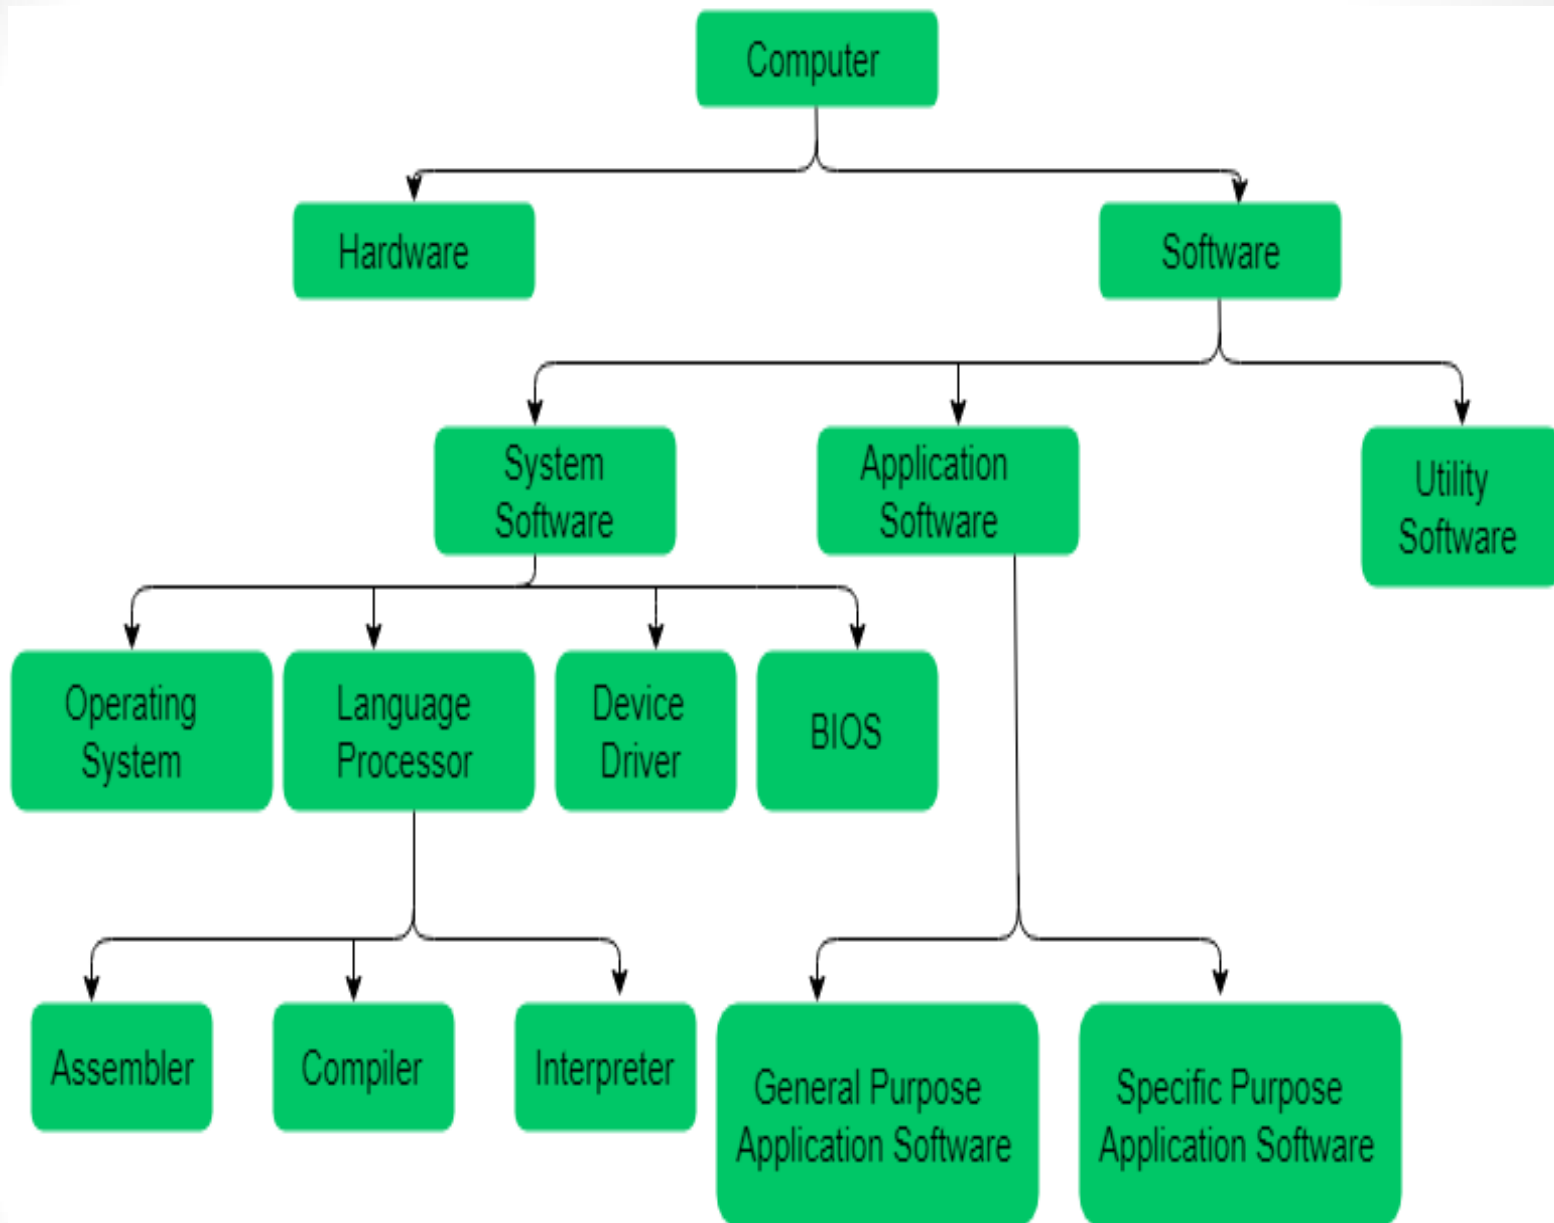 Computer
Hardware
Software
System
Software
Application
Software
Utility
Software
Operating
System
Language
Processor
Device
Driver
BIOS
Assembler
Compiler
Interpreter
General Purpose
Application Software
Specific Purpose
Application Software